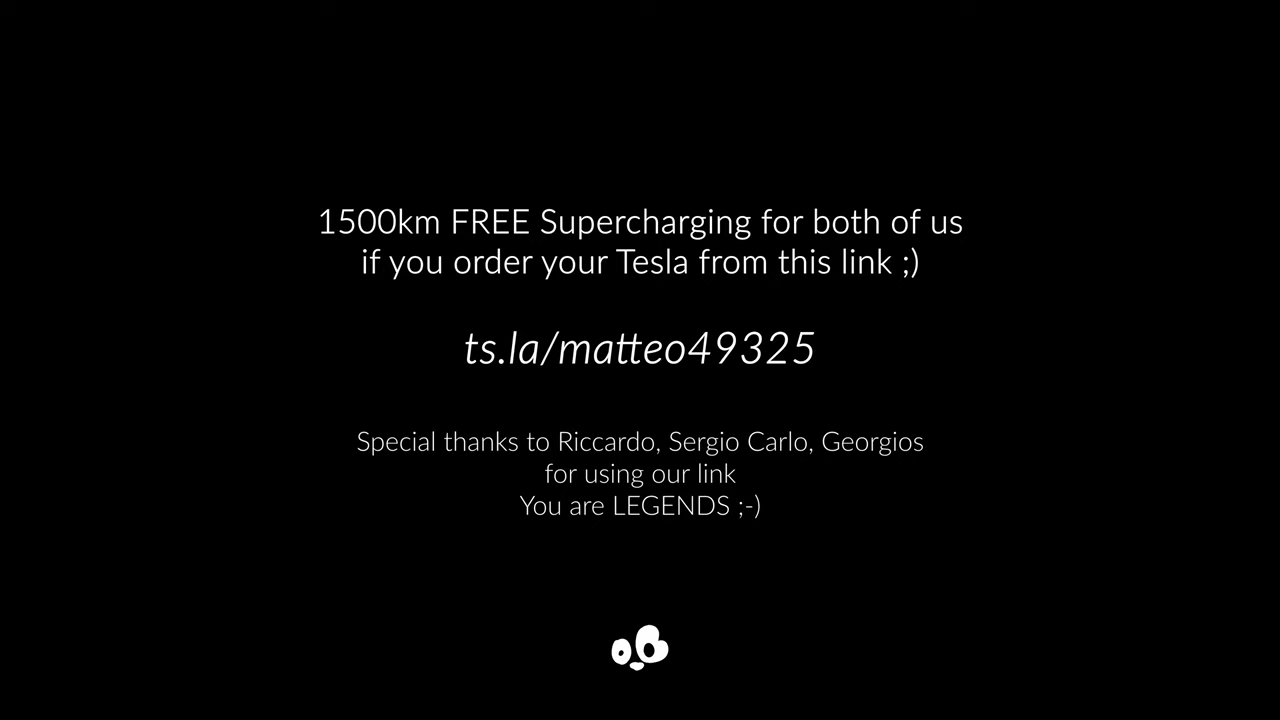 1500km FREE Supercharging for both of us
if you order your Tesla from this link ;)
ts.la/matteo49325
Special thanks to Riccardo, Sergio Carlo, Georgios
for using our link
You are LEGENDS ;-)